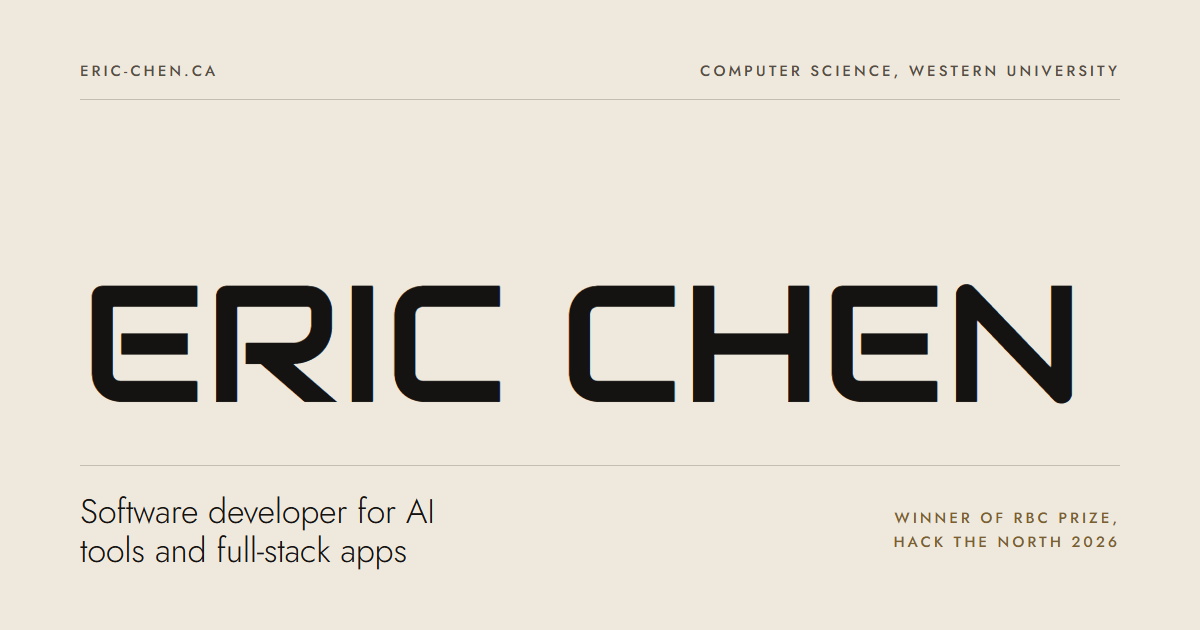 ERIC-CHEN.CA
COMPUTER SCIENCE, WESTERN UNIVERSITY
ERIC CHEN
Software developer for AI
tools and full-stack apps
WINNER OF RBC PRIZE,
HACK THE NORTH 2026